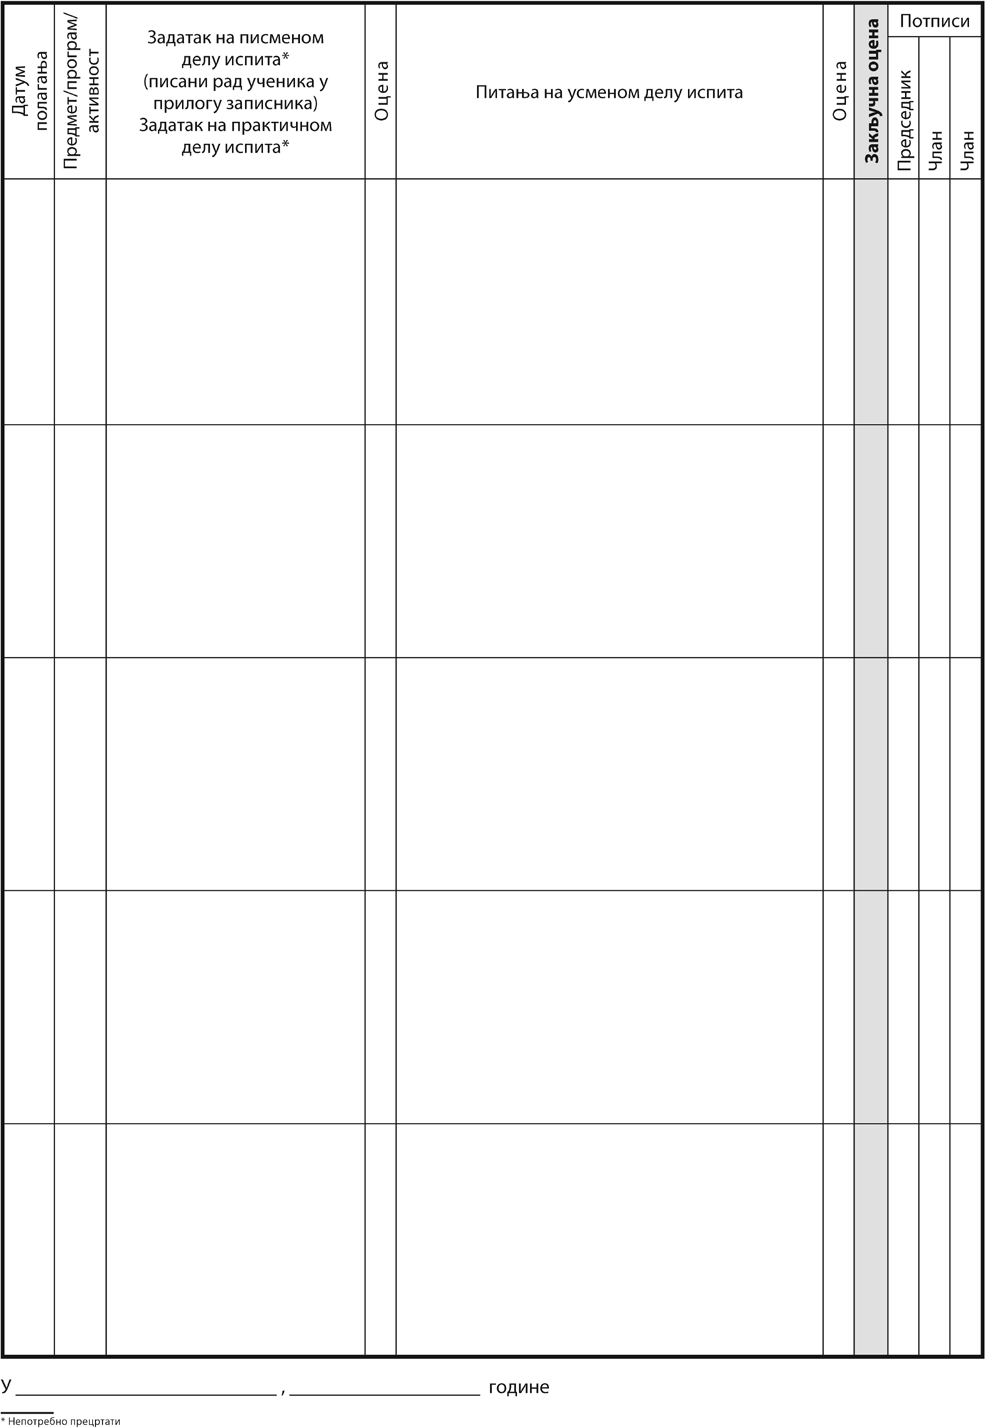 Датум
полагања
Предмет/програм/
активност
Задатак на писменом
делу испита*
(писани рад ученика у
прилогу записника)
Задатак на практичном
делу испита*
Оцена
Питања на усменом делу испита
Оцена
Закључна оцена
Потписи
Председник
Члан
Члан
У ____________________________ , ____________________ године
* Непотребно прецртати